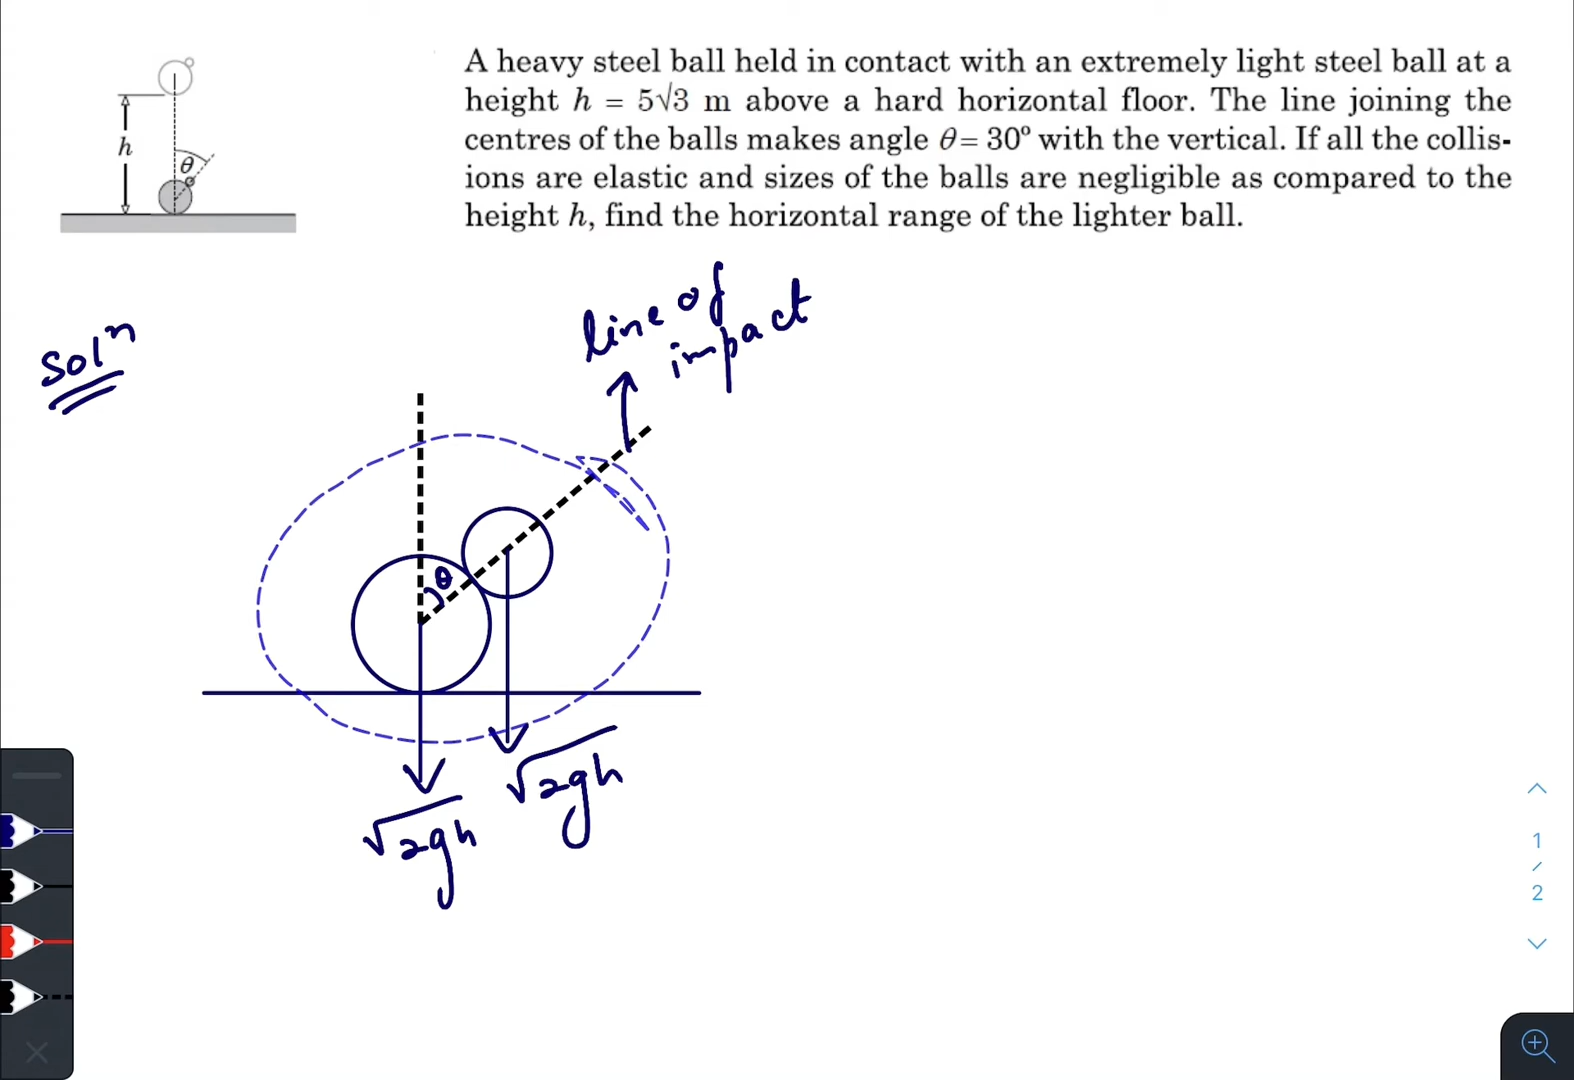 A heavy steel ball held in contact with an extremely light steel ball at a
height h = 5√3 m above a hard horizontal floor. The line joining the
centres of the balls makes angle θ= 30º with the vertical. If all the collis-
ions are elastic and sizes of the balls are negligible as compared to the
height h, find the horizontal range of the lighter ball.
h
θ
Solⁿ
line of
impact
θ
√2gh
√2gh
1
/
2